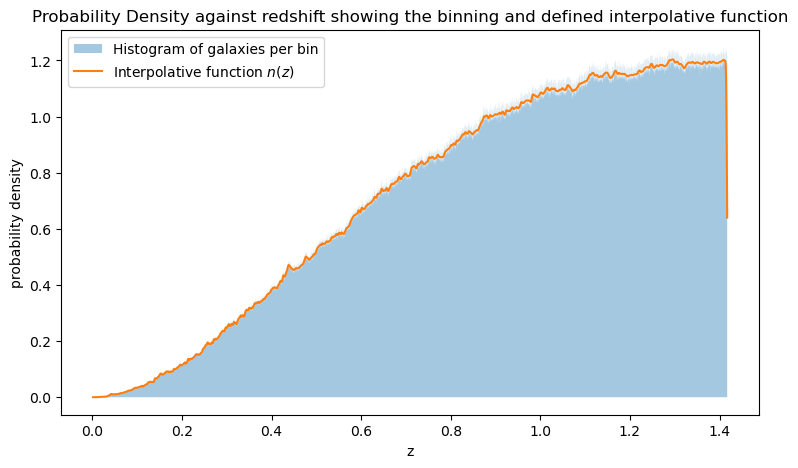 Probability Density against redshift showing the binning and defined interpolative function
Histogram of galaxies per bin
Interpolative function n(z)
probability density
1.2
1.0
0.8
0.6
0.4
0.2
0.0
0.0 0.2 0.4 0.6 0.8 1.0 1.2 1.4
z